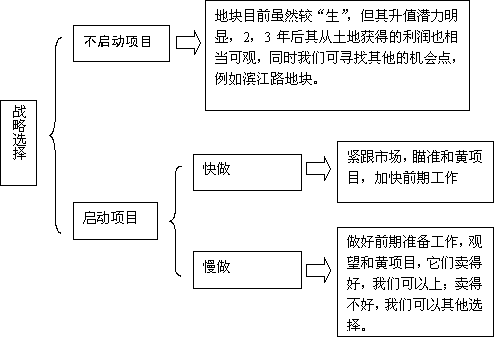 战略选择
不启动项目
地块目前虽然较“生”，但其升值潜力明
显，2，3 年后其从土地获得的利润也相
当可观，同时我们可寻找其他的机会点，
例如滨江路地块。
启动项目
快做
紧跟市场，瞄准和黄项
目，加快前期工作
慢做
做好前期准备工作，观
望和黄项目，它们卖得
好，我们可以上；卖得
不好，我们可以其他选
择。